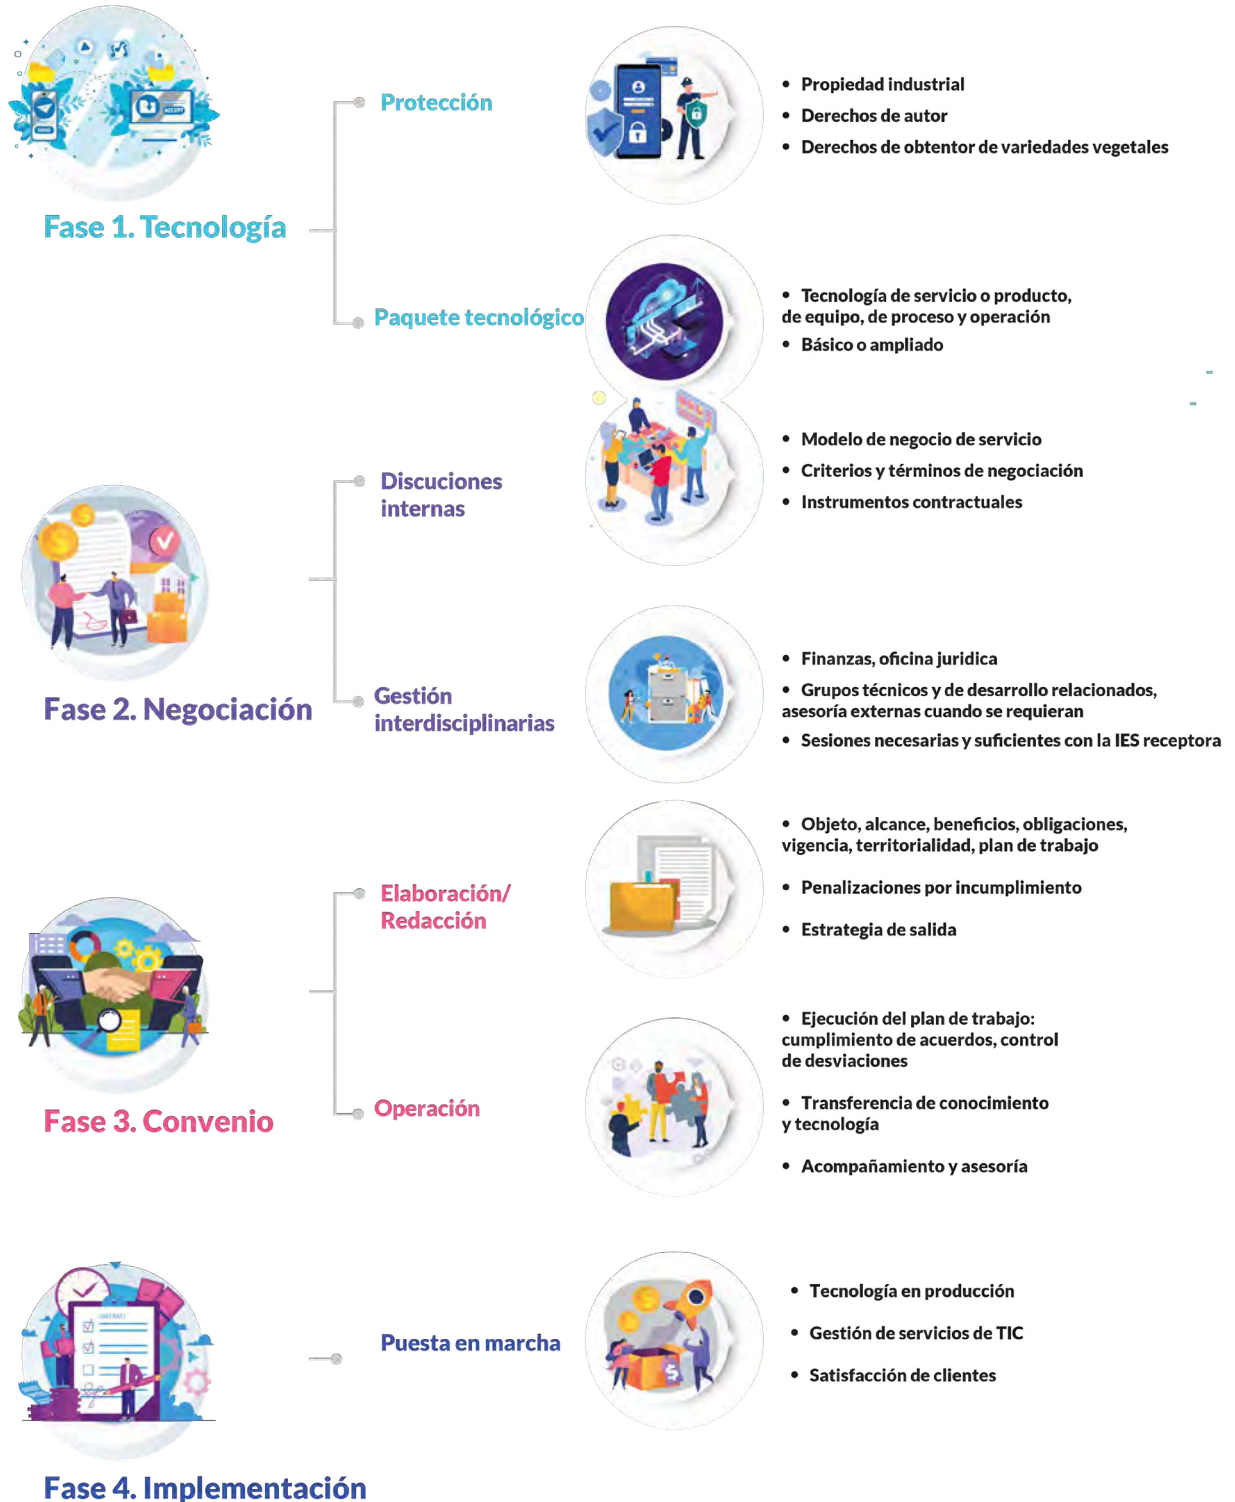 Protección
• Propiedad industrial
• Derechos de autor
• Derechos de obtentor de variedades vegetales
Fase 1. Tecnología
Paquete tecnológico
• Tecnología de servicio o producto,
de equipo, de proceso y operación
• Básico o ampliado
Discuciones
internas
• Modelo de negocio de servicio
• Criterios y términos de negociación
• Instrumentos contractuales
Fase 2. Negociación
Gestión
interdisciplinarias
• Finanzas, oficina juridica
• Grupos técnicos y de desarrollo relacionados,
asesoría externas cuando se requieran
• Sesiones necesarias y suficientes con la IES receptora
Elaboración/
Redacción
• Objeto, alcance, beneficios, obligaciones,
vigencia, territorialidad, plan de trabajo
• Penalizaciones por incumplimiento
• Estrategia de salida
Fase 3. Convenio
Operación
• Ejecución del plan de trabajo:
cumplimiento de acuerdos, control
de desviaciones
• Transferencia de conocimiento
y tecnología
• Acompañamiento y asesoría
Puesta en marcha
• Tecnología en producción
• Gestión de servicios de TIC
• Satisfacción de clientes
Fase 4. Implementación